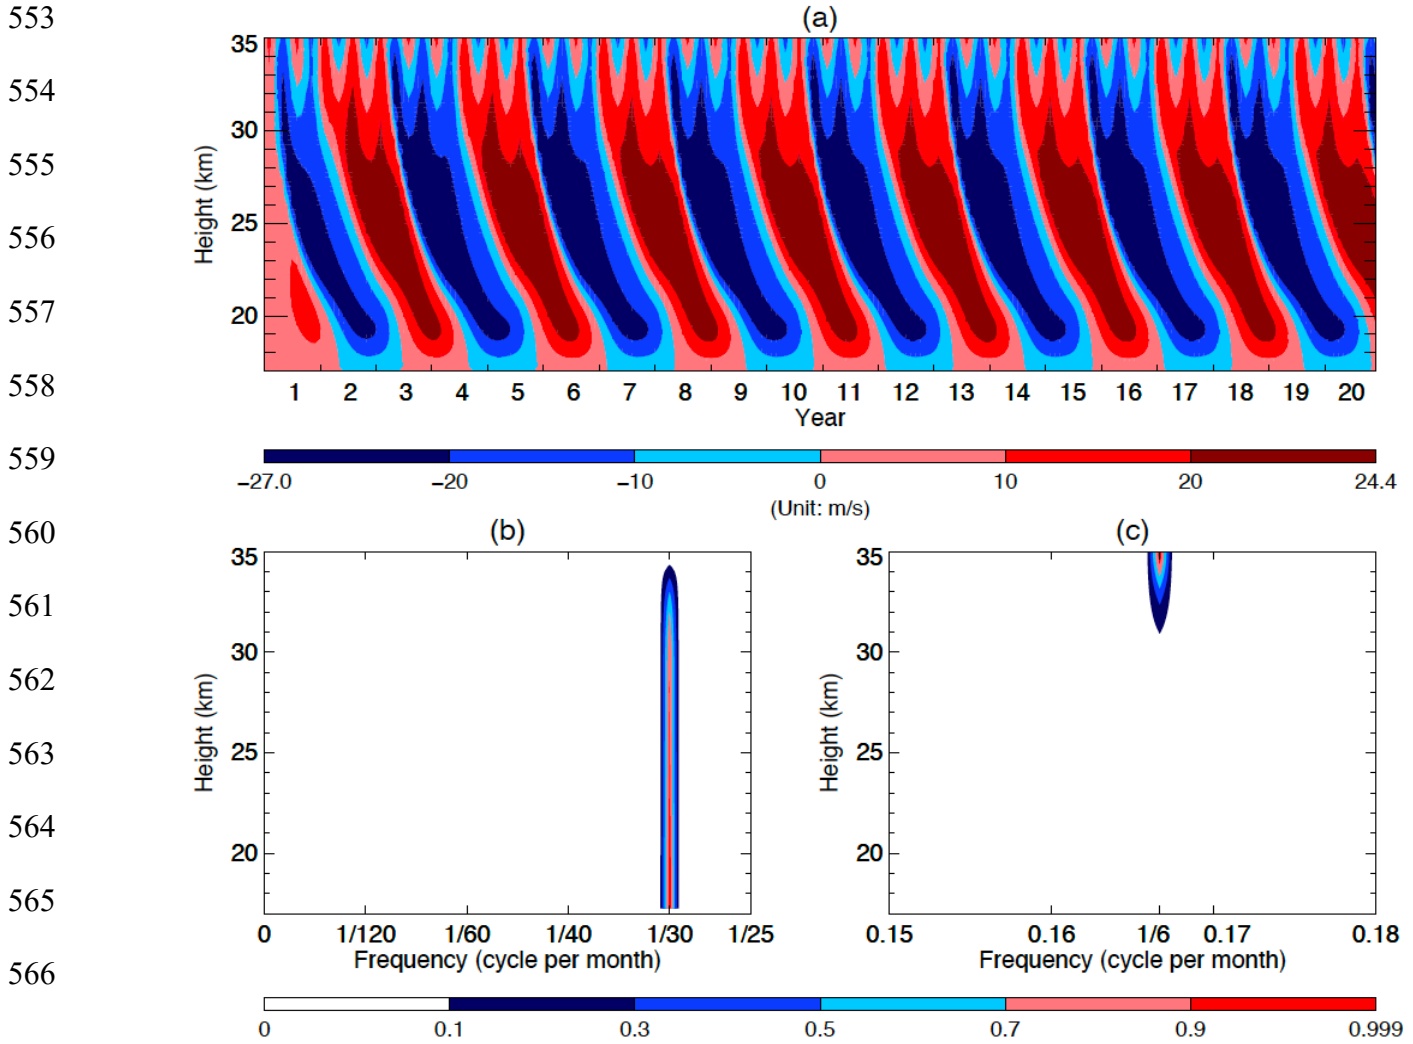 553
(a)
35
554
30
555
Height (km)
25
556
557
20
558
1 2 3 4 5 6 7 8 9 10 11 12 13 14 15 16 17 18 19 20
Year
559
−27.0 −20 −10 0 10 20 24.4
(Unit: m/s)
560
(b) (c)
35 35
561
30 30
562
Height (km) Height (km)
25 25
563
564
20 20
565
0 1/120 1/60 1/40 1/30 1/25 0.15 0.16 1/6 0.17 0.18
Frequency (cycle per month) Frequency (cycle per month)
566
0 0.1 0.3 0.5 0.7 0.9 0.999